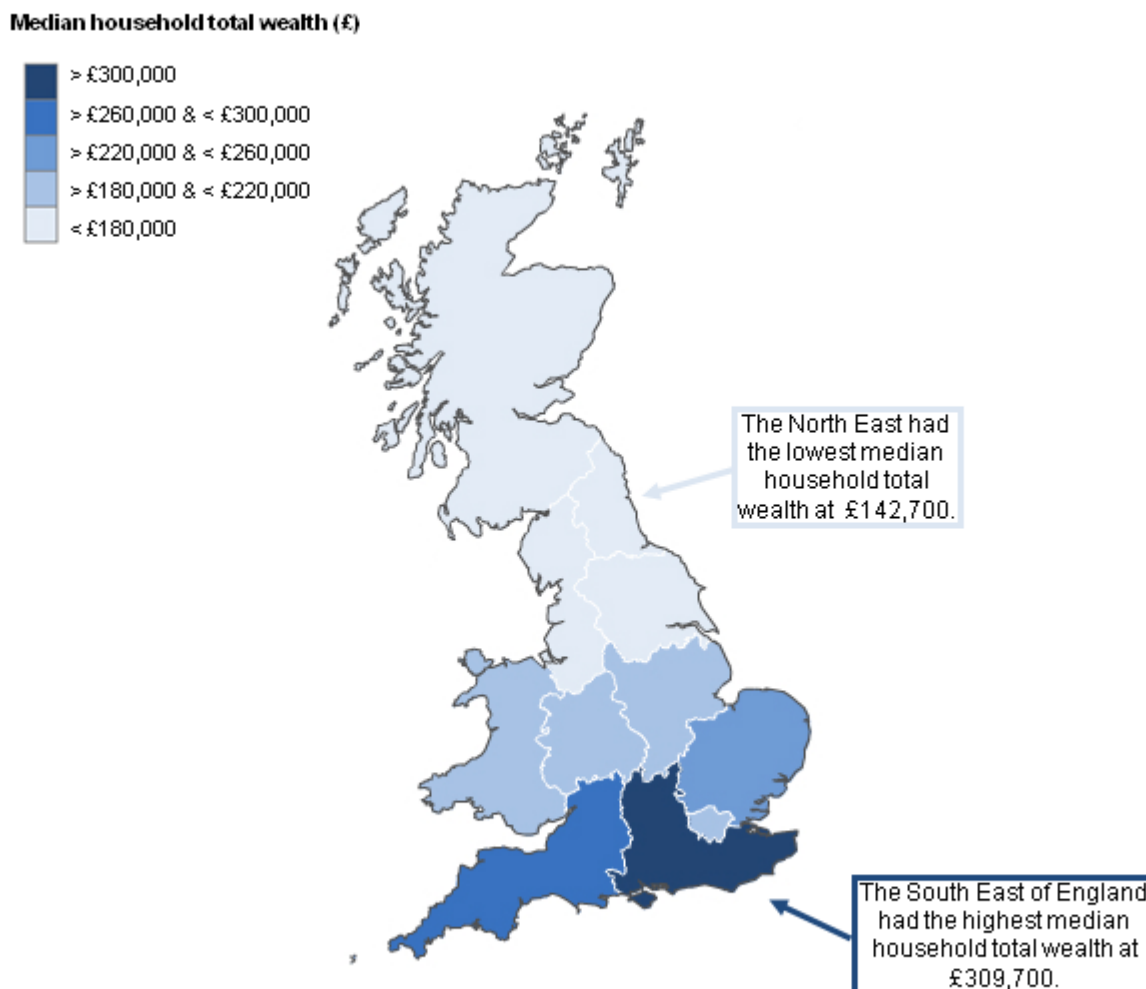 Median household total wealth (£)
> £300,000
> £260,000 & < £300,000
> £220,000 & < £260,000
> £180,000 & < £220,000
< £180,000
The North East had
the lowest median
household total
wealth at £142,700.
The South East of England
had the highest median
household total wealth at
£309,700.